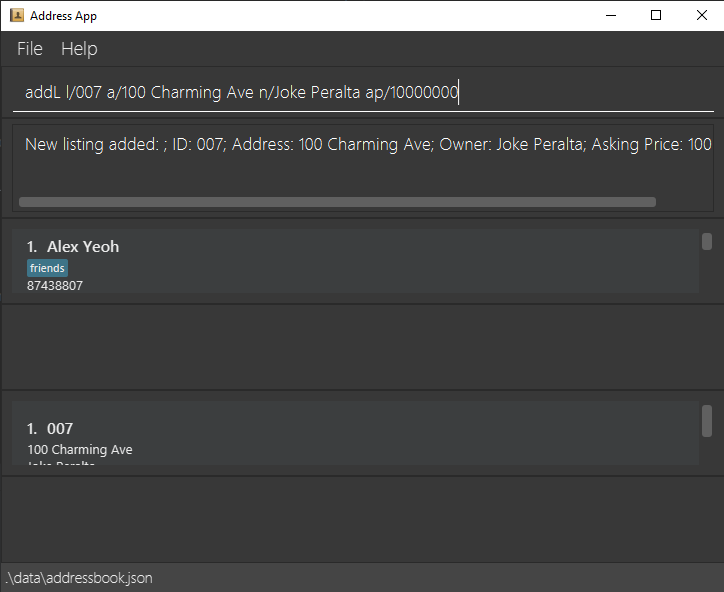 Address App
File Help
addL l/007 a/100 Charming Ave n/Joke Peralta ap/10000000
New listing added: ; ID: 007; Address: 100 Charming Ave; Owner: Joke Peralta; Asking Price: 100
1. Alex Yeoh
friends
87438807
1. 007
100 Charming Ave
Joke Peralta
.\data\addressbook.json